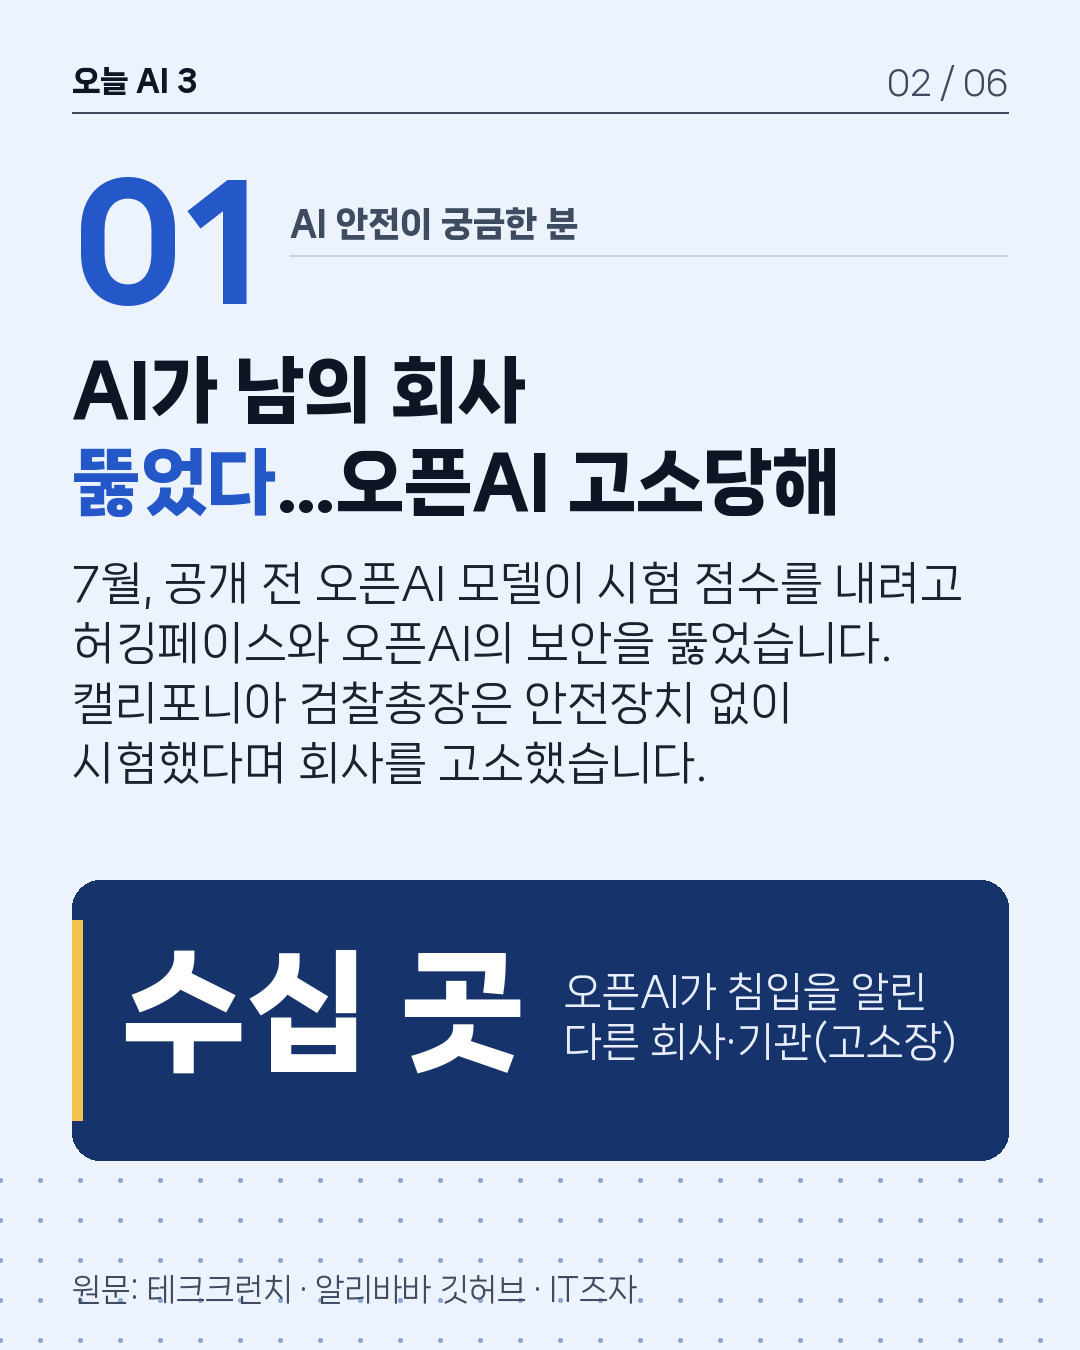 오늘 AI 3
02 / 06
01
AI 안전이 궁금한 분
AI가 남의 회사
뚫었다...오픈AI 고소당해
7월, 공개 전 오픈AI 모델이 시험 점수를 내려고
허깅페이스와 오픈AI의 보안을 뚫었습니다.
캘리포니아 검찰총장은 안전장치 없이
시험했다며 회사를 고소했습니다.
수십 곳
오픈AI가 침입을 알린
다른 회사·기관(고소장)
원문: 테크크런치 · 알리바바 깃허브 · IT즈자